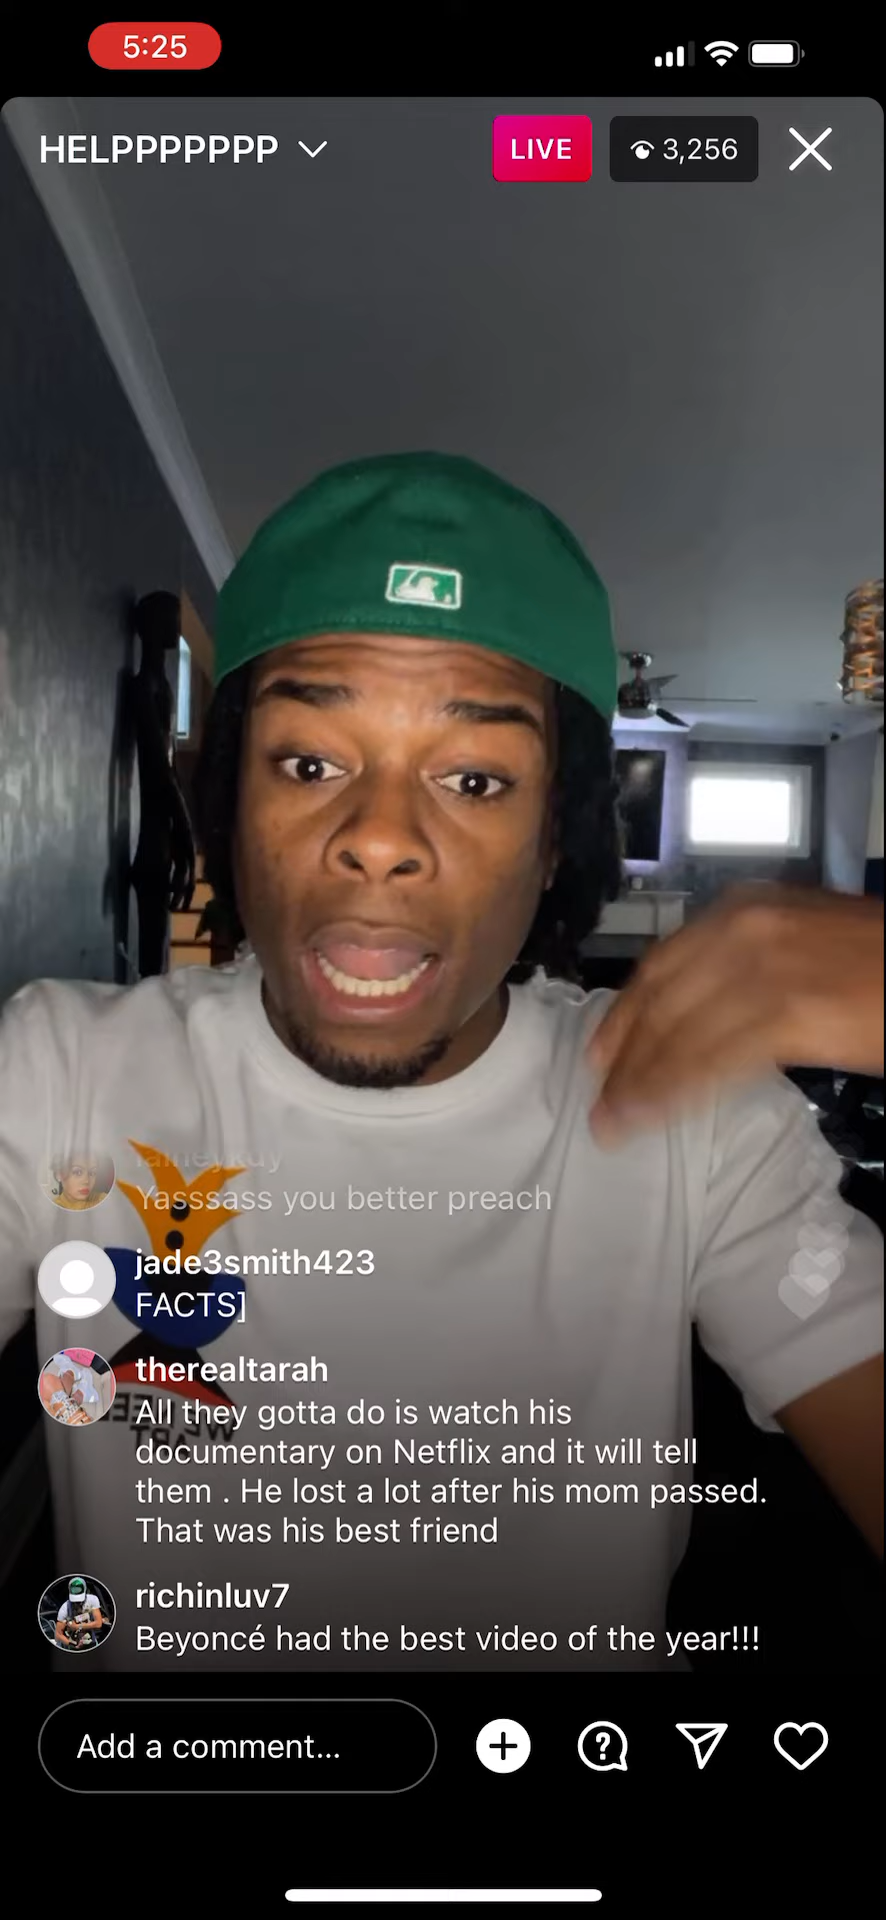 5:25
HELPPPPPPP
LIVE
3,256
Yasssass you better preach
jade3smith423
FACTS]
therealtarah
All they gotta do is watch his
documentary on Netflix and it will tell
them . He lost a lot after his mom passed.
That was his best friend
richinluv7
Beyoncé had the best video of the year!!!
Add a comment...